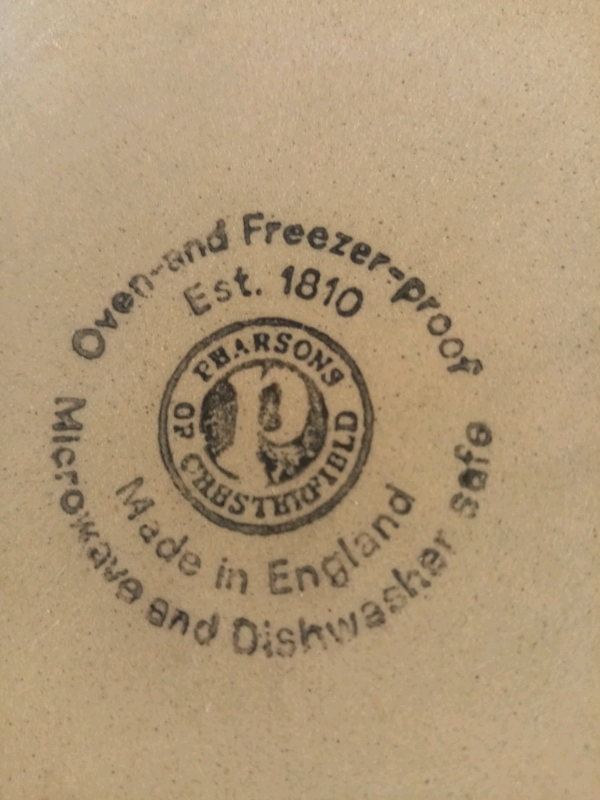 Oven-and Freezer-proof
Est. 1810
PEARSONS
OF CHESTERFIELD
P
Made in England
Microwave and Dishwasher safe